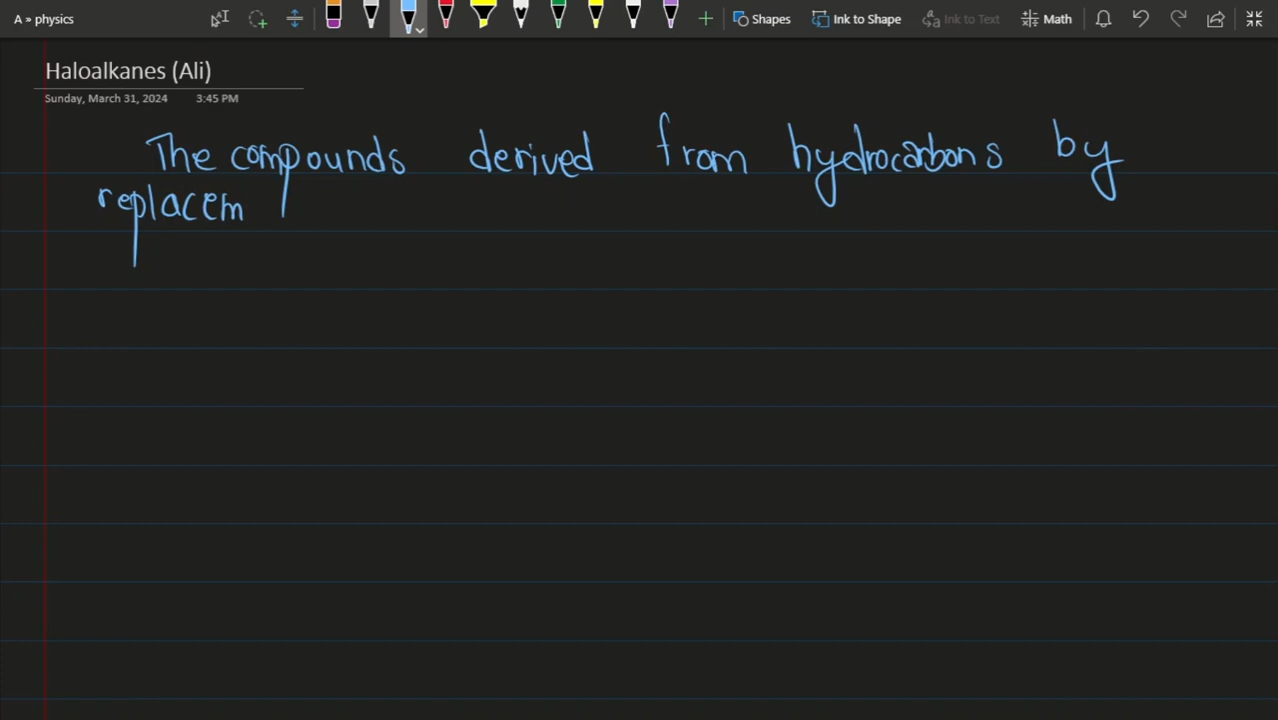 A » physics
Shapes Ink to Shape Ink to Text Math
Haloalkanes (Ali)
Sunday, March 31, 2024 3:45 PM
The compounds derived from hydrocarbons by
replacem